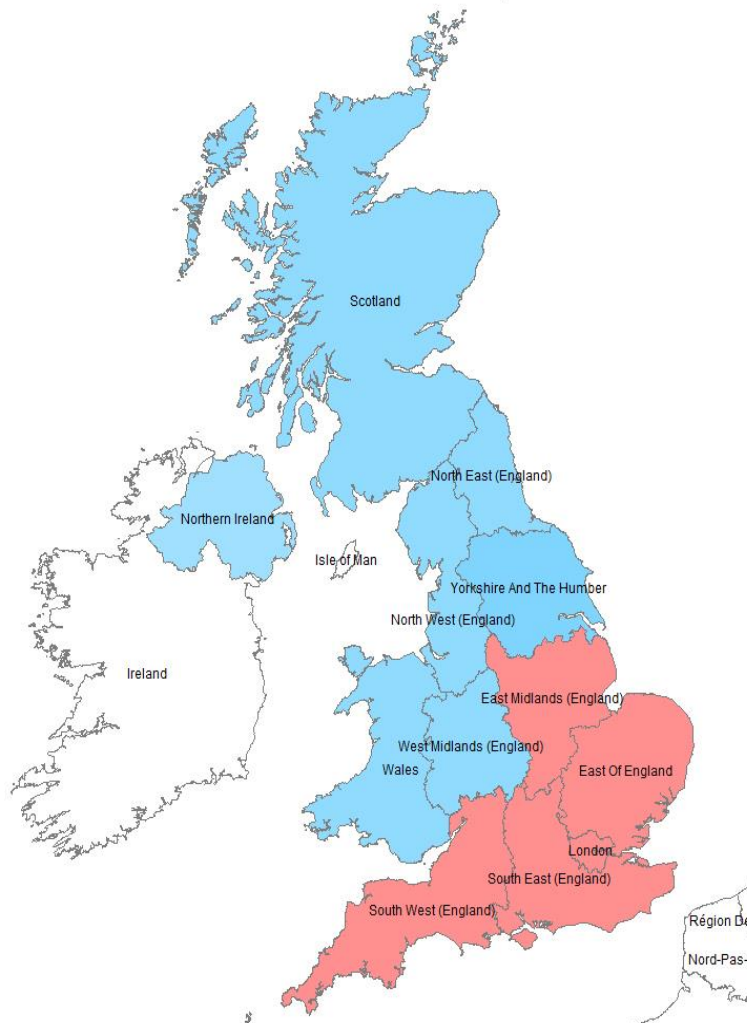 Scotland
North East (England)
Northern Ireland
Isle of Man
Yorkshire And The Humber
North West (England)
Ireland
East Midlands (England)
West Midlands (England)
Wales
East Of England
London
South East (England)
South West (England)
Région De
Nord-Pas-